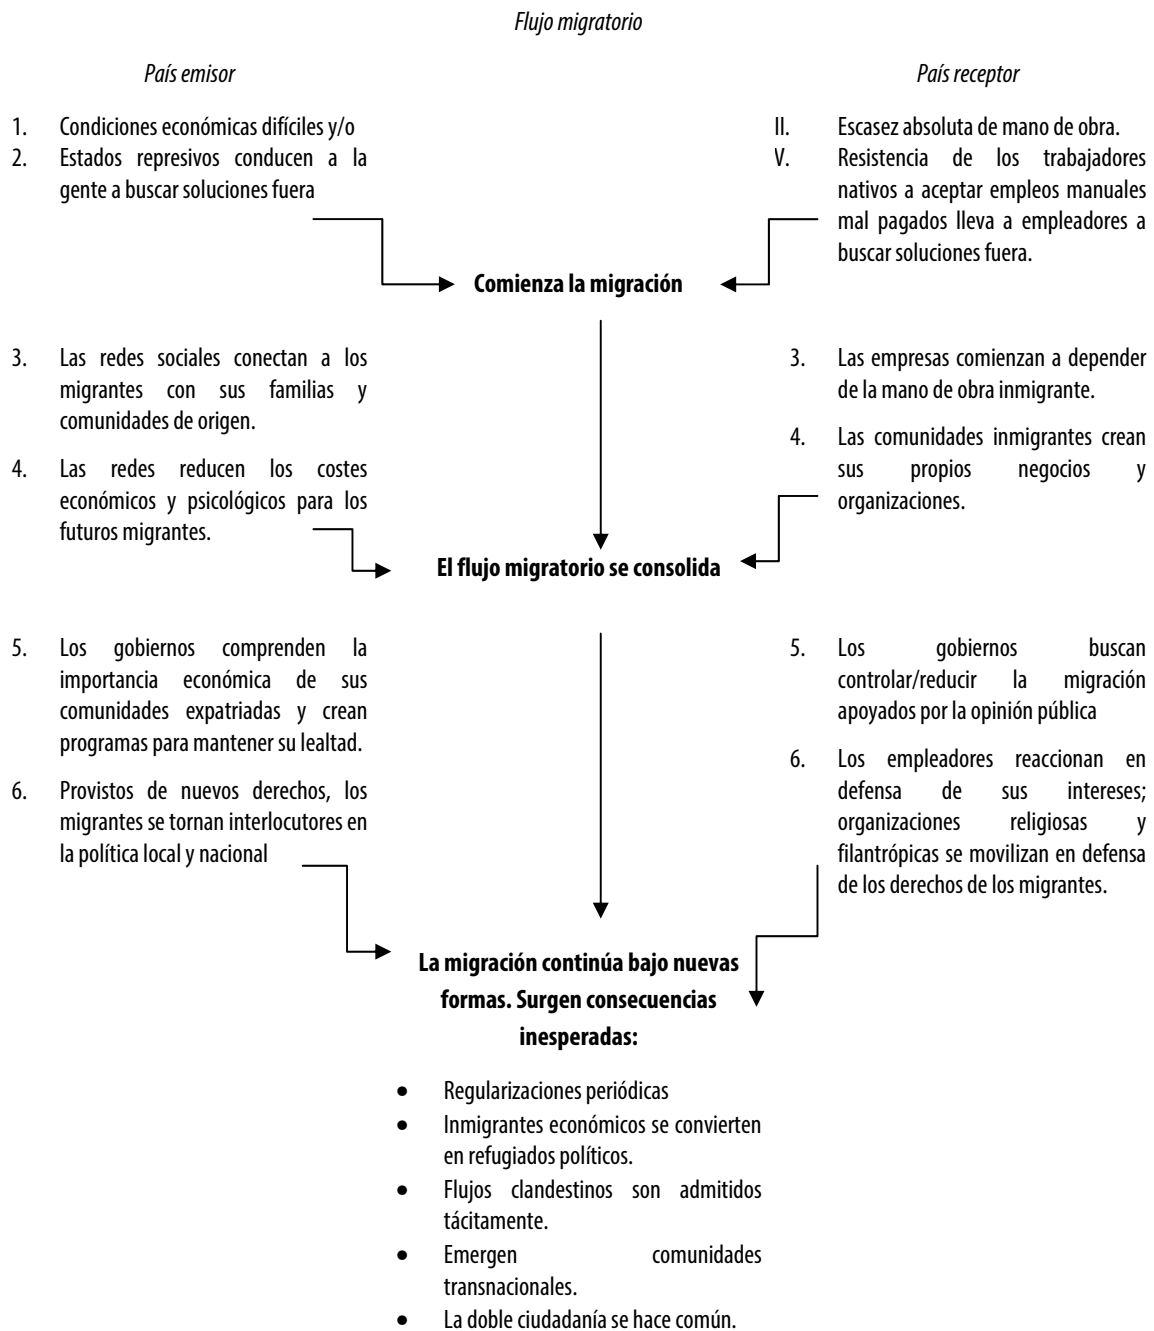 Flujo migratorio
País emisor
País receptor
1. Condiciones económicas difíciles y/o
2. Estados represivos conducen a la
gente a buscar soluciones fuera
II. Escasez absoluta de mano de obra.
V. Resistencia de los trabajadores
nativos a aceptar empleos manuales
mal pagados lleva a empleadores a
buscar soluciones fuera.
Comienza la migración
3. Las redes sociales conectan a los
migrantes con sus familias y
comunidades de origen.
4. Las redes reducen los costes
económicos y psicológicos para los
futuros migrantes.
3. Las empresas comienzan a depender
de la mano de obra inmigrante.
4. Las comunidades inmigrantes crean
sus propios negocios y
organizaciones.
El flujo migratorio se consolida
5. Los gobiernos comprenden la
importancia económica de sus
comunidades expatriadas y crean
programas para mantener su lealtad.
6. Provistos de nuevos derechos, los
migrantes se tornan interlocutores en
la política local y nacional
5. Los gobiernos buscan
controlar/reducir la migración
apoyados por la opinión pública
6. Los empleadores reaccionan en
defensa de sus intereses;
organizaciones religiosas y
filantrópicas se movilizan en defensa
de los derechos de los migrantes.
La migración continúa bajo nuevas
formas. Surgen consecuencias
inesperadas:
• Regularizaciones periódicas
• Inmigrantes económicos se convierten
en refugiados políticos.
• Flujos clandestinos son admitidos
tácitamente.
• Emergen comunidades
transnacionales.
• La doble ciudadanía se hace común.